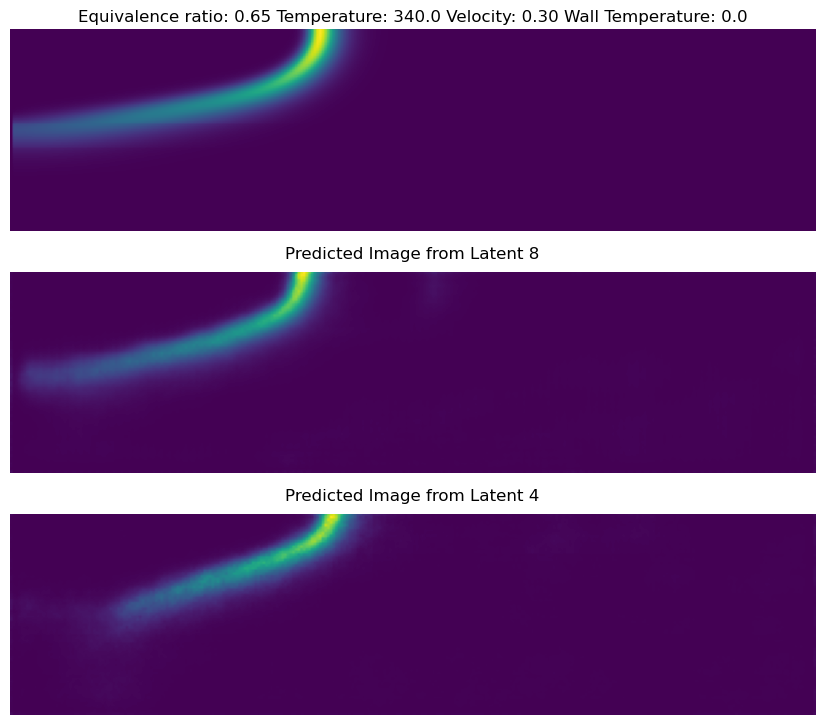 Equivalence ratio: 0.65 Temperature: 340.0 Velocity: 0.30 Wall Temperature: 0.0
Predicted Image from Latent 8
Predicted Image from Latent 4